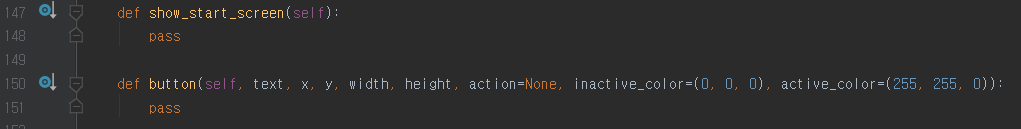 147 def show_start_screen(self):
148 pass
149
150 def button(self, text, x, y, width, height, action=None, inactive_color=(0, 0, 0), active_color=(255, 255, 0)):
151 pass